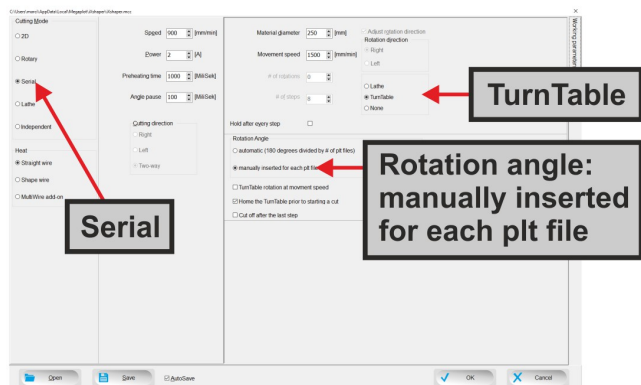 C:\Users\mares\AppData\Local\Megaplot\Xshaper\Xshaper.mcs
Cutting Mode
2D
Rotary
Serial
Lathe
Independent
Heat
Straight wire
Shape wire
MultiWire add-on
Speed 900 [mm/min]
Power 2 [A]
Preheating time 1000 [MiliSek]
Angle pause 100 [MiliSek]
Cutting direction
Right
Left
Two-way
Material diameter 250 [mm]
Movement speed 1500 [mm/min]
# of rotations 0
# of steps 0
Adjust rotation direction
Rotation direction
Right
Left
Lathe
TurnTable
None
Hold after every step
Rotation Angle
automatic (180 degrees divided by # of plt files)
manually inserted for each plt file
TurnTable rotation at movment speed
Home the TurnTable prior to starting a cut
Cut off after the last step
Working parameters
Serial
TurnTable
Rotation angle:
manually inserted
for each plt file
Open
Save
AutoSave
OK
Cancel